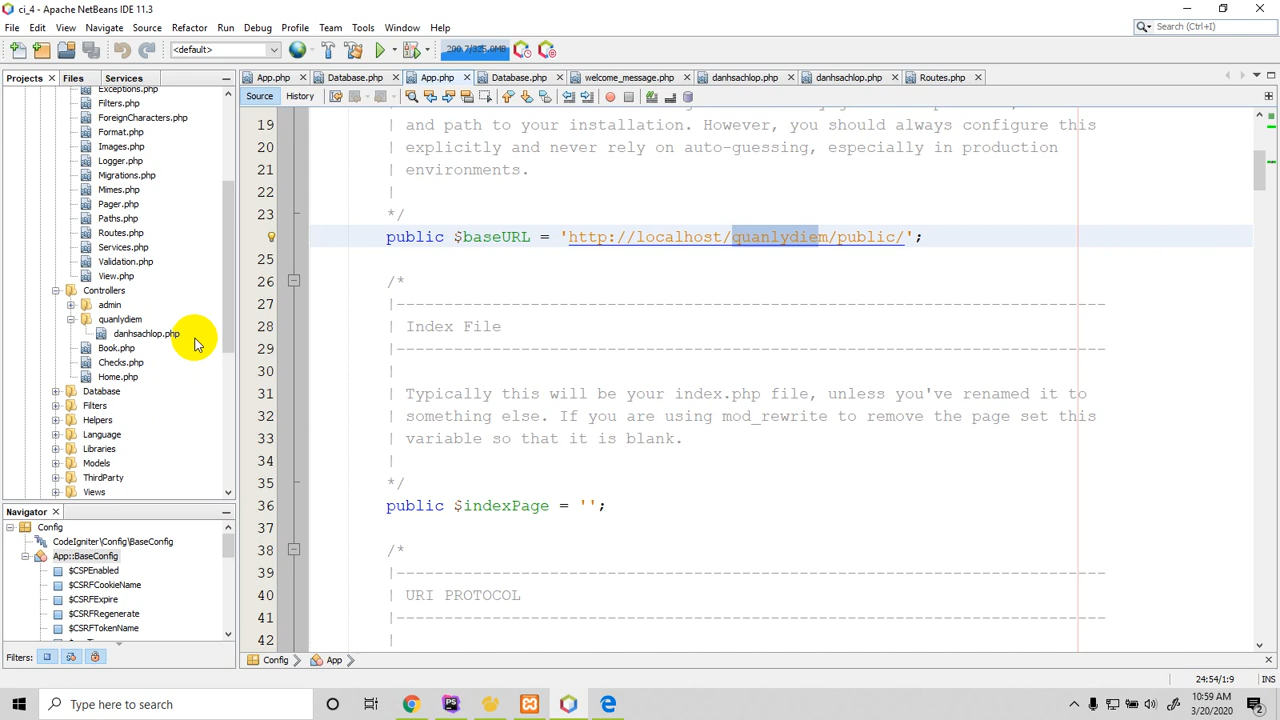 ci_4 - Apache NetBeans IDE 11.3
File Edit View Navigate Source Refactor Run Debug Profile Team Tools Window Help
Search (Ctrl+I)
<default>
200.7/325.0MB
Projects Files Services
App.php Database.php App.php Database.php welcome_message.php danhsachlop.php danhsachlop.php Routes.php
Source History
Exceptions.php
Filters.php
ForeignCharacters.php
Format.php
Images.php
Logger.php
Migrations.php
Mimes.php
Pager.php
Paths.php
Routes.php
Services.php
Validation.php
View.php
Controllers
admin
quanlydiem
danhsachlop.php
Book.php
Checks.php
Home.php
Database
Filters
Helpers
Language
Libraries
Models
ThirdParty
Views
Navigator
Config
CodeIgniter\Config\BaseConfig
App::BaseConfig
$CSPEnabled
$CSRFCookieName
$CSRFExpire
$CSRFRegenerate
$CSRFTokenName
Filters:
19 | and path to your installation. However, you should always configure this
20 | explicitly and never rely on auto-guessing, especially in production
21 | environments.
22 |
23 */
public $baseURL = 'http://localhost/quanlydiem/public/';
25
26 /*
27 |--------------------------------------------------------------------------
28 | Index File
29 |--------------------------------------------------------------------------
30 |
31 | Typically this will be your index.php file, unless you've renamed it to
32 | something else. If you are using mod_rewrite to remove the page set this
33 | variable so that it is blank.
34 |
35 */
36 public $indexPage = '';
37
38 /*
39 |--------------------------------------------------------------------------
40 | URI PROTOCOL
41 |--------------------------------------------------------------------------
42 |
Config App
24:54/1:9 INS
Type here to search
10:59 AM
3/20/2020
2